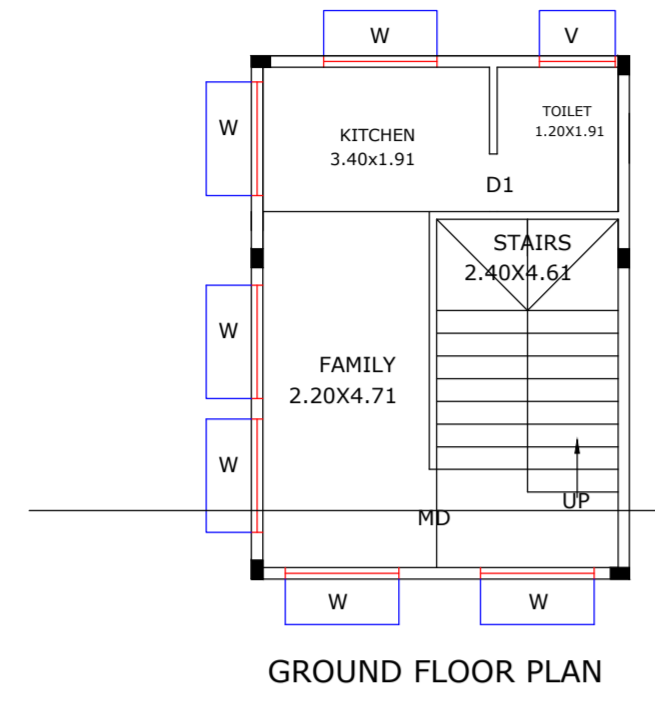 W
V
W
KITCHEN
3.40x1.91
TOILET
1.20X1.91
D1
STAIRS
2.40X4.61
W
FAMILY
2.20X4.71
W
UP
MD
W
W
GROUND FLOOR PLAN